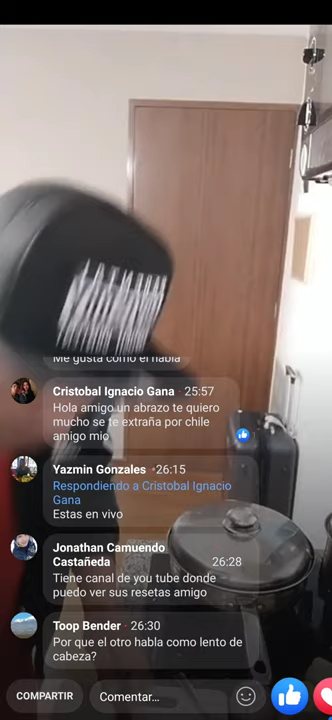 Me gusta como el habla
Cristobal Ignacio Gana · 25:57
Hola amigo un abrazo te quiero
mucho se te extraña por chile
amigo mio
Yazmin Gonzales · 26:15
Respondiendo a Cristobal Ignacio
Gana
Estas en vivo
Jonathan Camuendo
Castañeda 26:28
Tiene canal de you tube donde
puedo ver sus resetas amigo
Toop Bender · 26:30
Por que el otro habla como lento de
cabeza?
COMPARTIR Comentar...